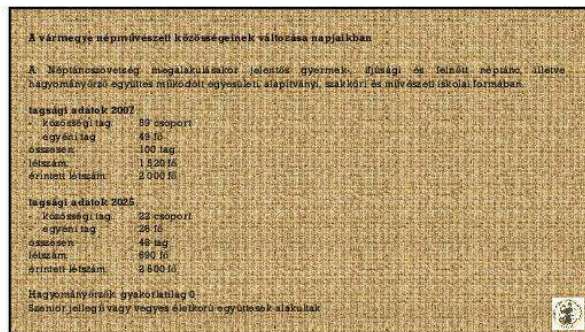 A vármegye népművészeti közösségeinek változása napjaikban
A Néptáncszövetség megalakulásakor jelentős gyermek-, ifjúsági és felnőtt néptánc, illetve
hagyományőrző együttes működött egyesületi, alapítványi, szakköri és művészeti iskolai formában.
tagsági adatok 2007
- közösségi tag: 59 csoport
- egyéni tag: 49 fő
összesen: 100 tag
létszám: 1 520 fő
érintett létszám: 2 000 fő
tagsági adatok 2025
- közösségi tag: 22 csoport
- egyéni tag: 26 fő
összesen: 48 tag
létszám: 690 fő
érintett létszám: 2 500 fő
Hagyományőrzők gyakorlatilag 0
Szenior jellegű vagy vegyes életkorú együttesek alakultak